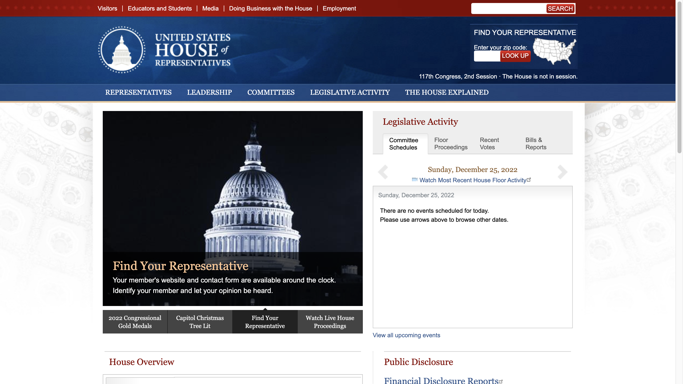 Visitors | Educators and Students | Media | Doing Business with the House | Employment
SEARCH
UNITED STATES
HOUSE of
REPRESENTATIVES
FIND YOUR REPRESENTATIVE
Enter your zip code:
LOOK UP
117th Congress, 2nd Session · The House is not in session.
REPRESENTATIVES LEADERSHIP COMMITTEES LEGISLATIVE ACTIVITY THE HOUSE EXPLAINED
Find Your Representative
Your member's website and contact form are available around the clock.
Identify your member and let your opinion be heard.
2022 Congressional
Gold Medals
Capitol Christmas
Tree Lit
Find Your
Representative
Watch Live House
Proceedings
Legislative Activity
Committee
Schedules
Floor
Proceedings
Recent
Votes
Bills &
Reports
Sunday, December 25, 2022
Watch Most Recent House Floor Activity
Sunday, December 25, 2022
There are no events scheduled for today.
Please use arrows above to browse other dates.
View all upcoming events
House Overview
Public Disclosure
Financial Disclosure Reports